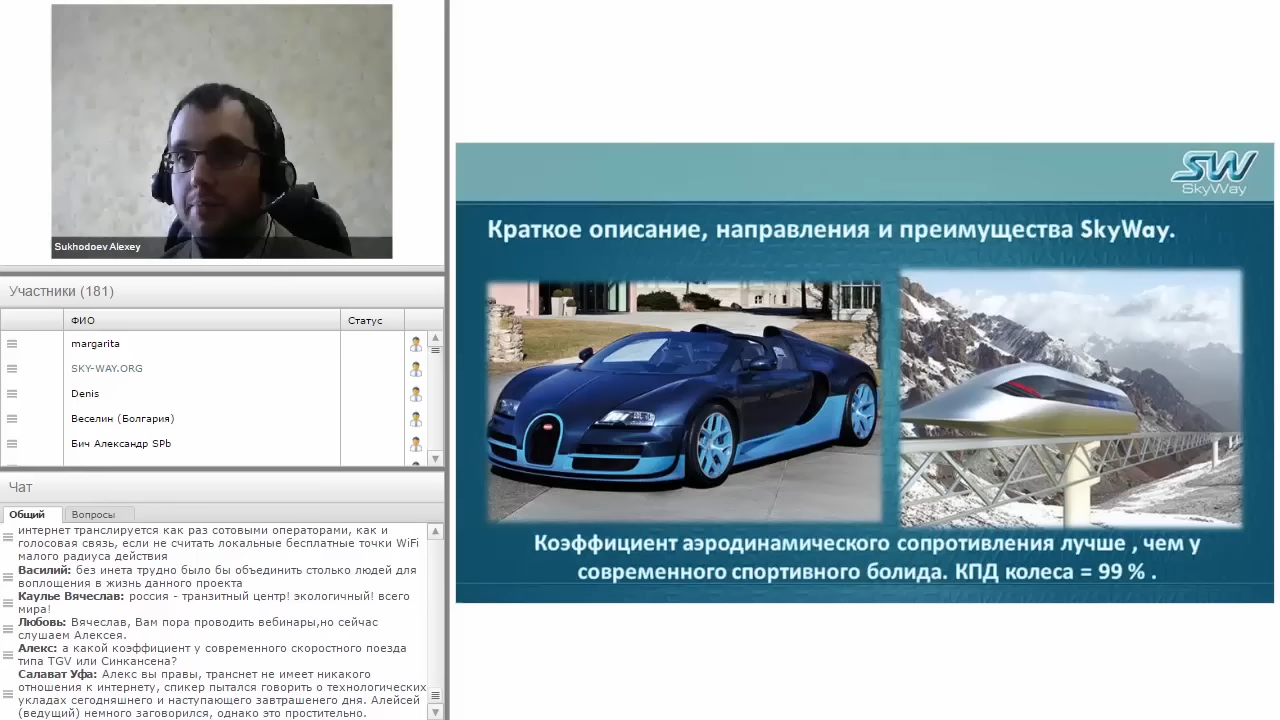 Sukhodoev Alexey
Участники (181)
ФИО
Статус
margarita
SKY-WAY.ORG
Denis
Веселин (Болгария)
Бич Александр SPb
Чат
Общий
Вопросы
интернет транслируется как раз сотовыми операторами, как и
голосовая связь, если не считать локальные бесплатные точки WiFi
малого радиуса действия
Василий: без инета трудно было бы объединить столько людей для
воплощения в жизнь данного проекта
Каулье Вячеслав: россия - транзитный центр! экологичный! всего
мира!
Любовь: Вячеслав, Вам пора проводить вебинары,но сейчас
слушаем Алексея.
Алекс: а какой коэффициент у современного скоростного поезда
типа TGV или Синкансена?
Салават Уфа: Алекс вы правы, транснет не имеет никакого
отношения к интернету, спикер пытался говорить о технологических
укладах сегодняшнего и наступающего завтрашенего дня. Алейсей
(ведущий) немного заговорился, однако это простительно.
SW
SkyWay
Краткое описание, направления и преимущества SkyWay.
Коэффициент аэродинамического сопротивления лучше , чем у
современного спортивного болида. КПД колеса = 99 % .